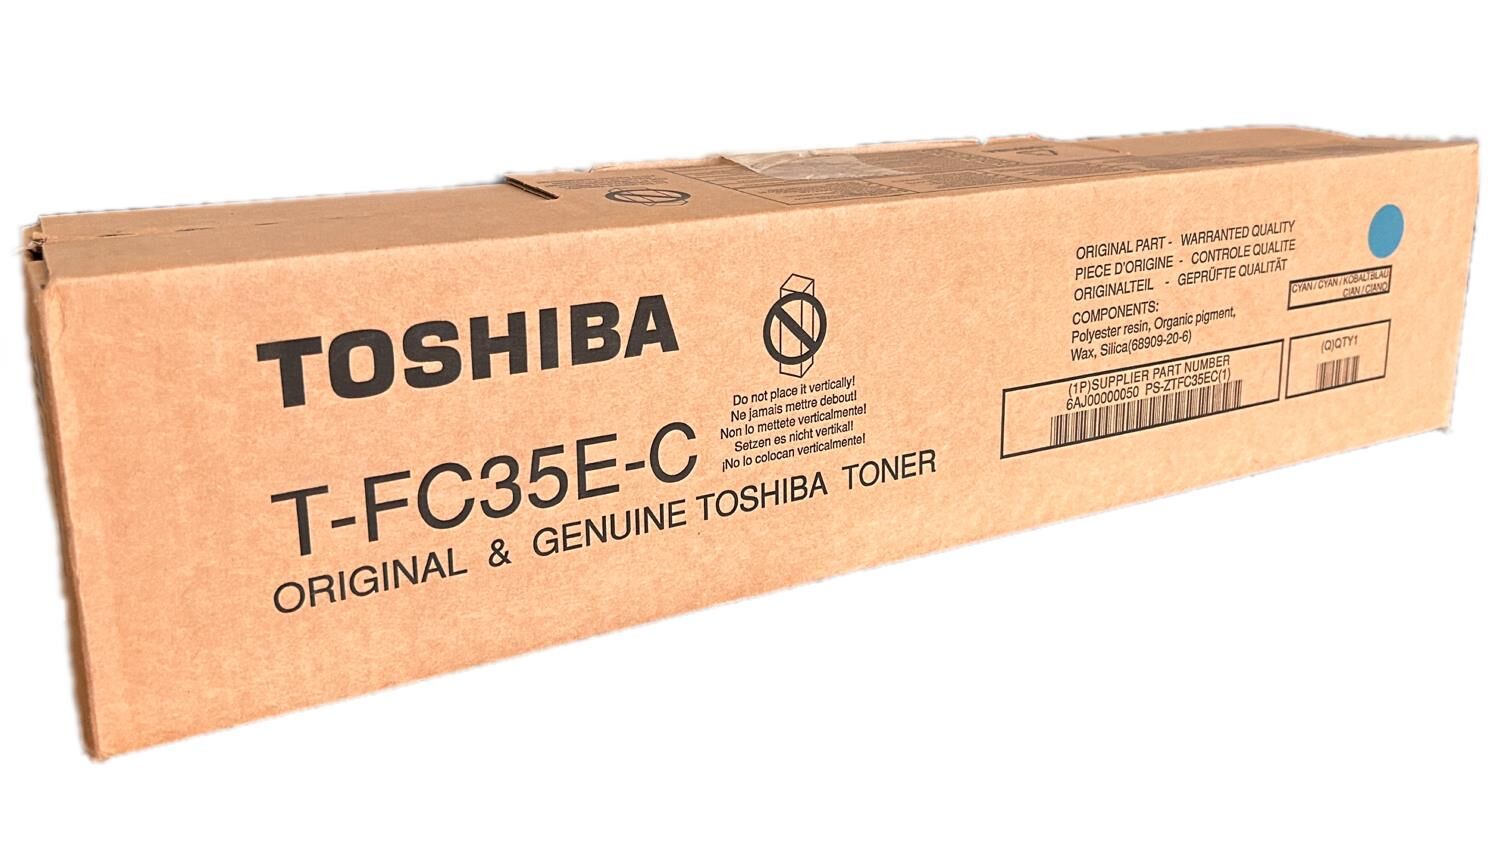 TOSHIBA
T-FC35E-C
ORIGINAL & GENUINE TOSHIBA TONER
Do not place it vertically!
Ne jamais mettre debout!
Non lo mettete verticalmente!
Setzen es nicht vertikal!
¡No lo colocan verticalmente!
ORIGINAL PART - WARRANTED QUALITY
PIECE D'ORIGINE - CONTROLE QUALITE
ORIGINALTEIL - GEPRÜFTE QUALITÄT
COMPONENTS:
Polyester resin, Organic pigment,
Wax, Silica(68909-20-6)
CYAN / CYAN / KOBALTBLAU
CIAN / CIANO
(1P)SUPPLIER PART NUMBER
6AJ00000050 PS-ZTFC35EC(1)
(Q)QTY1